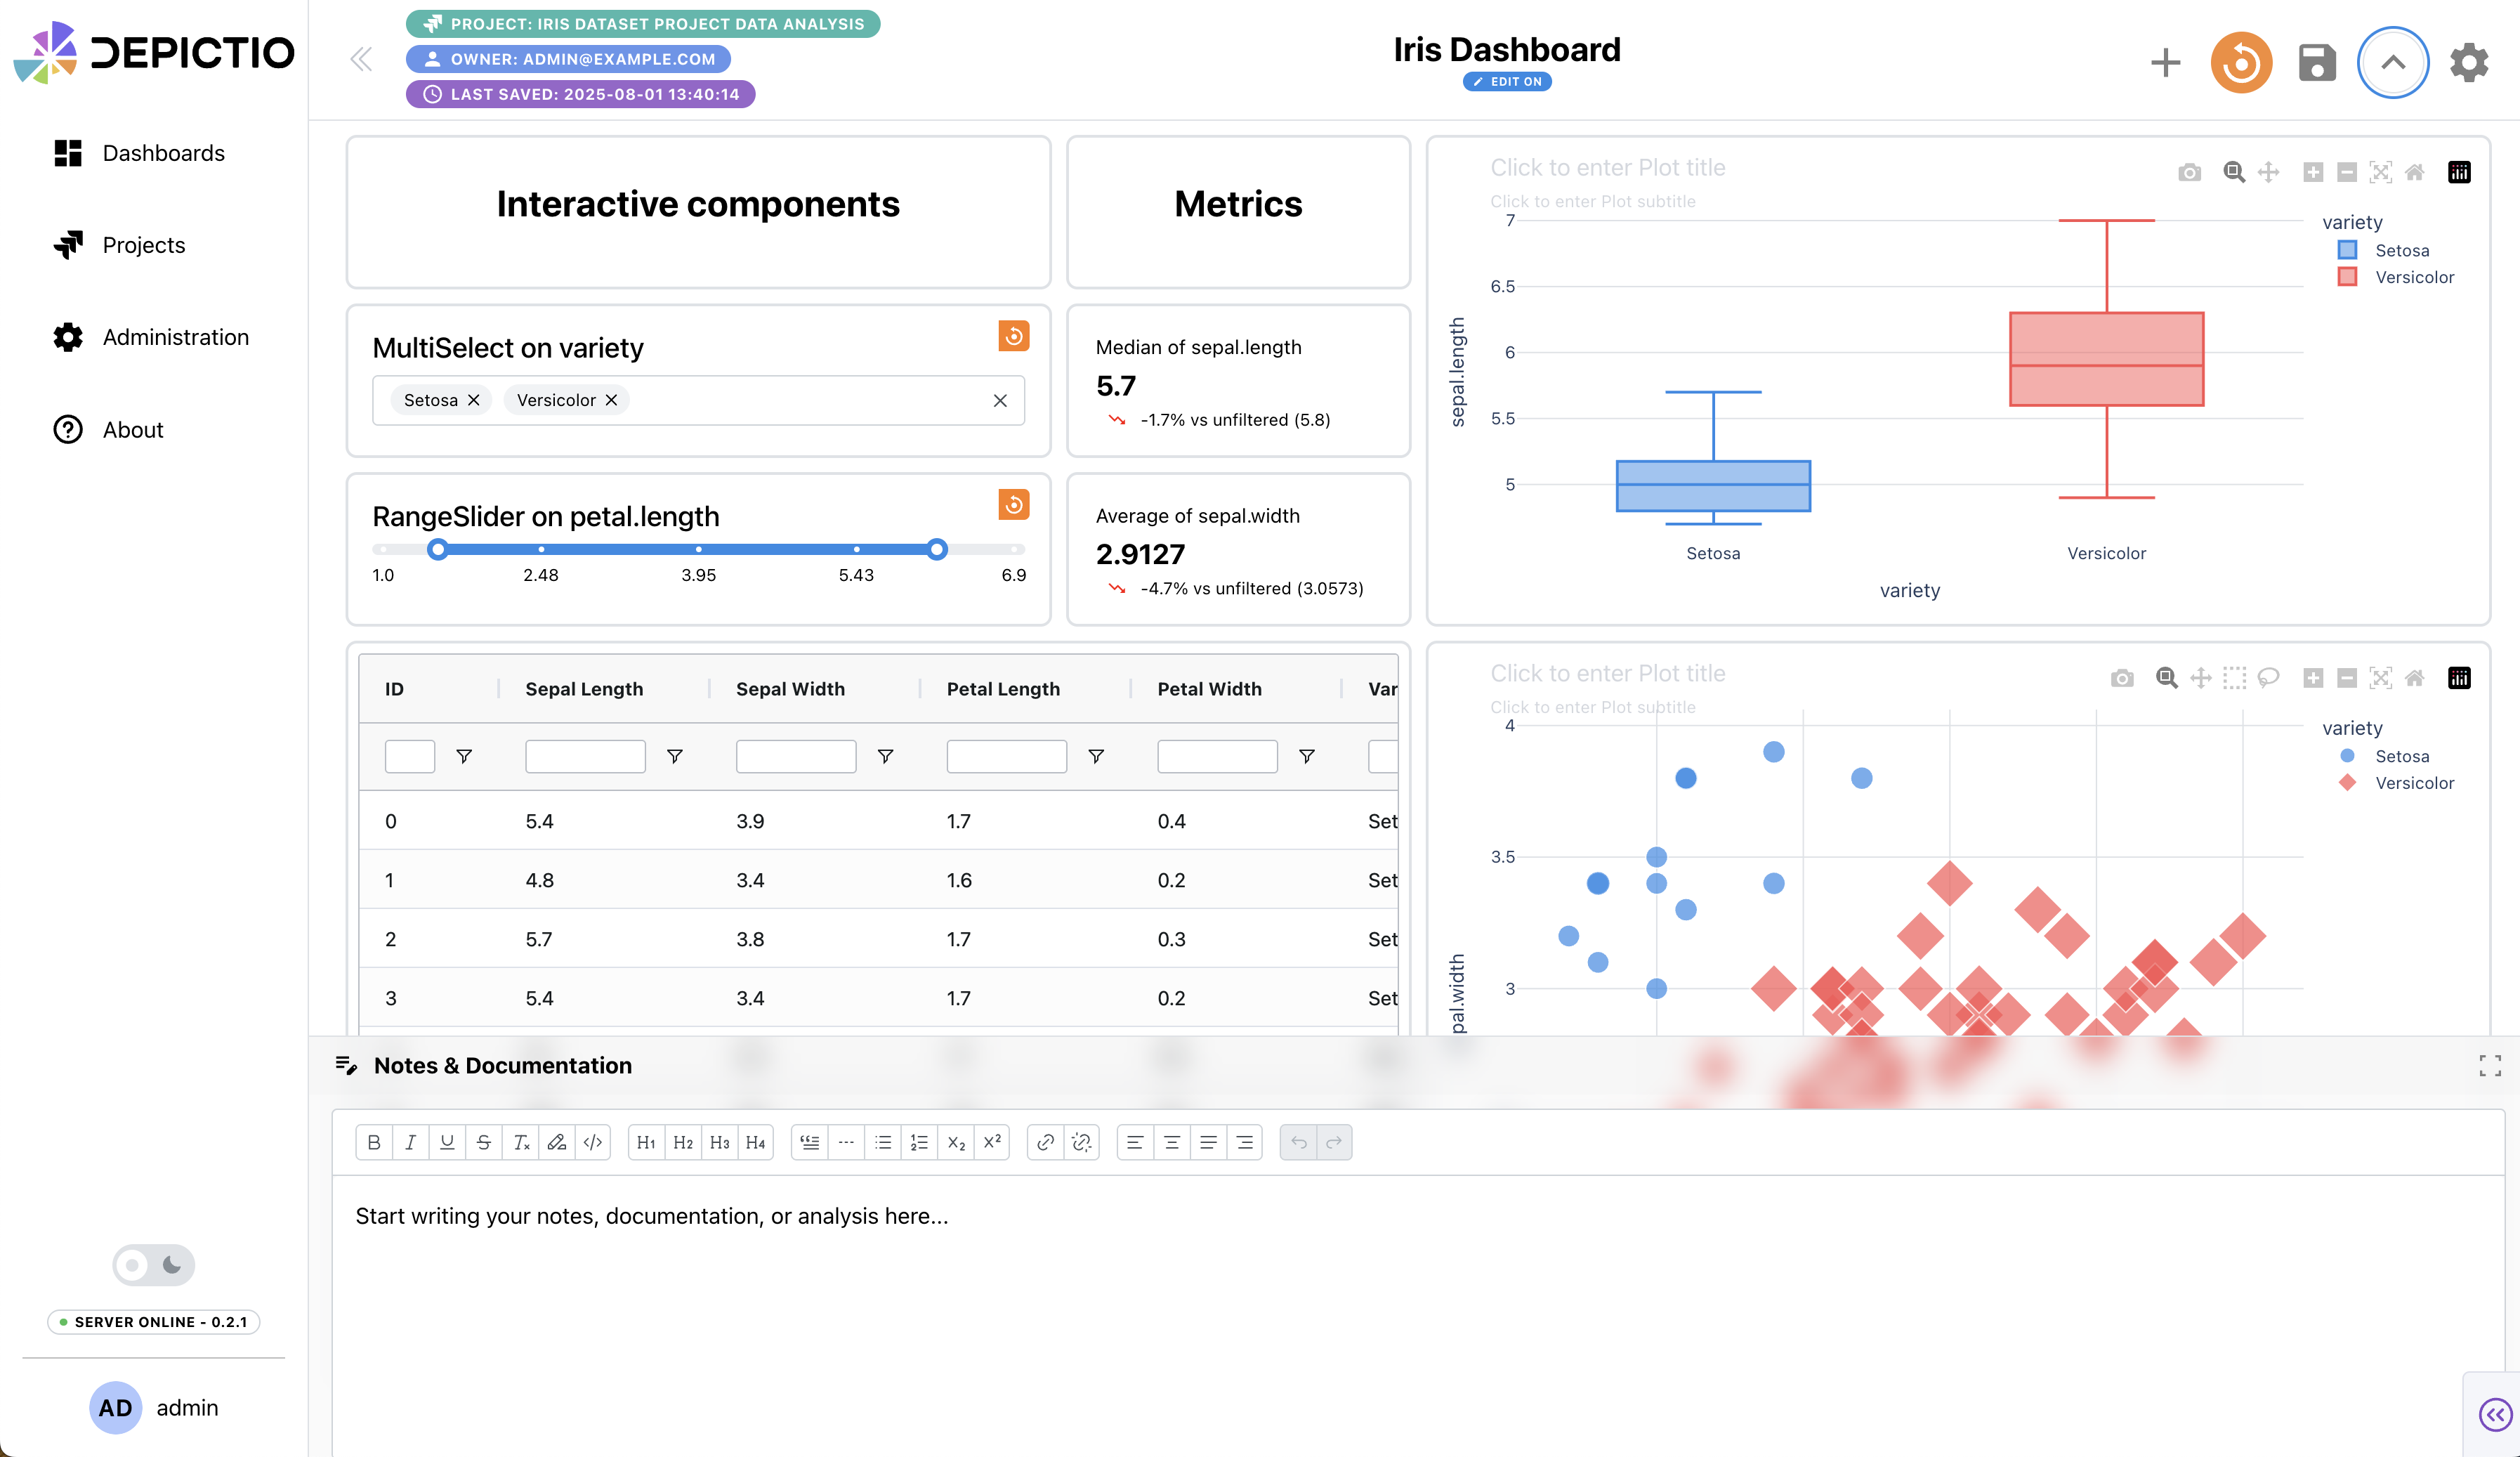 DEPICTIO
Dashboards
Projects
Administration
About
SERVER ONLINE - 0.2.1
AD admin
PROJECT: IRIS DATASET PROJECT DATA ANALYSIS
OWNER: ADMIN@EXAMPLE.COM
LAST SAVED: 2025-08-01 13:40:14
Iris Dashboard
EDIT ON
Interactive components
Metrics
MultiSelect on variety
Setosa Versicolor
Median of sepal.length
5.7
-1.7% vs unfiltered (5.8)
RangeSlider on petal.length
1.0 2.48 3.95 5.43 6.9
Average of sepal.width
2.9127
-4.7% vs unfiltered (3.0573)
Click to enter Plot title
Click to enter Plot subtitle
7
6.5
6
5.5
5
sepal.length
Setosa Versicolor
variety
variety
Setosa
Versicolor
ID Sepal Length Sepal Width Petal Length Petal Width Var
0 5.4 3.9 1.7 0.4 Set
1 4.8 3.4 1.6 0.2 Set
2 5.7 3.8 1.7 0.3 Set
3 5.4 3.4 1.7 0.2 Set
Click to enter Plot title
Click to enter Plot subtitle
4
3.5
3
pal.width
variety
Setosa
Versicolor
Notes & Documentation
B I U S Tx </> H1 H2 H3 H4 X2 X2
Start writing your notes, documentation, or analysis here...